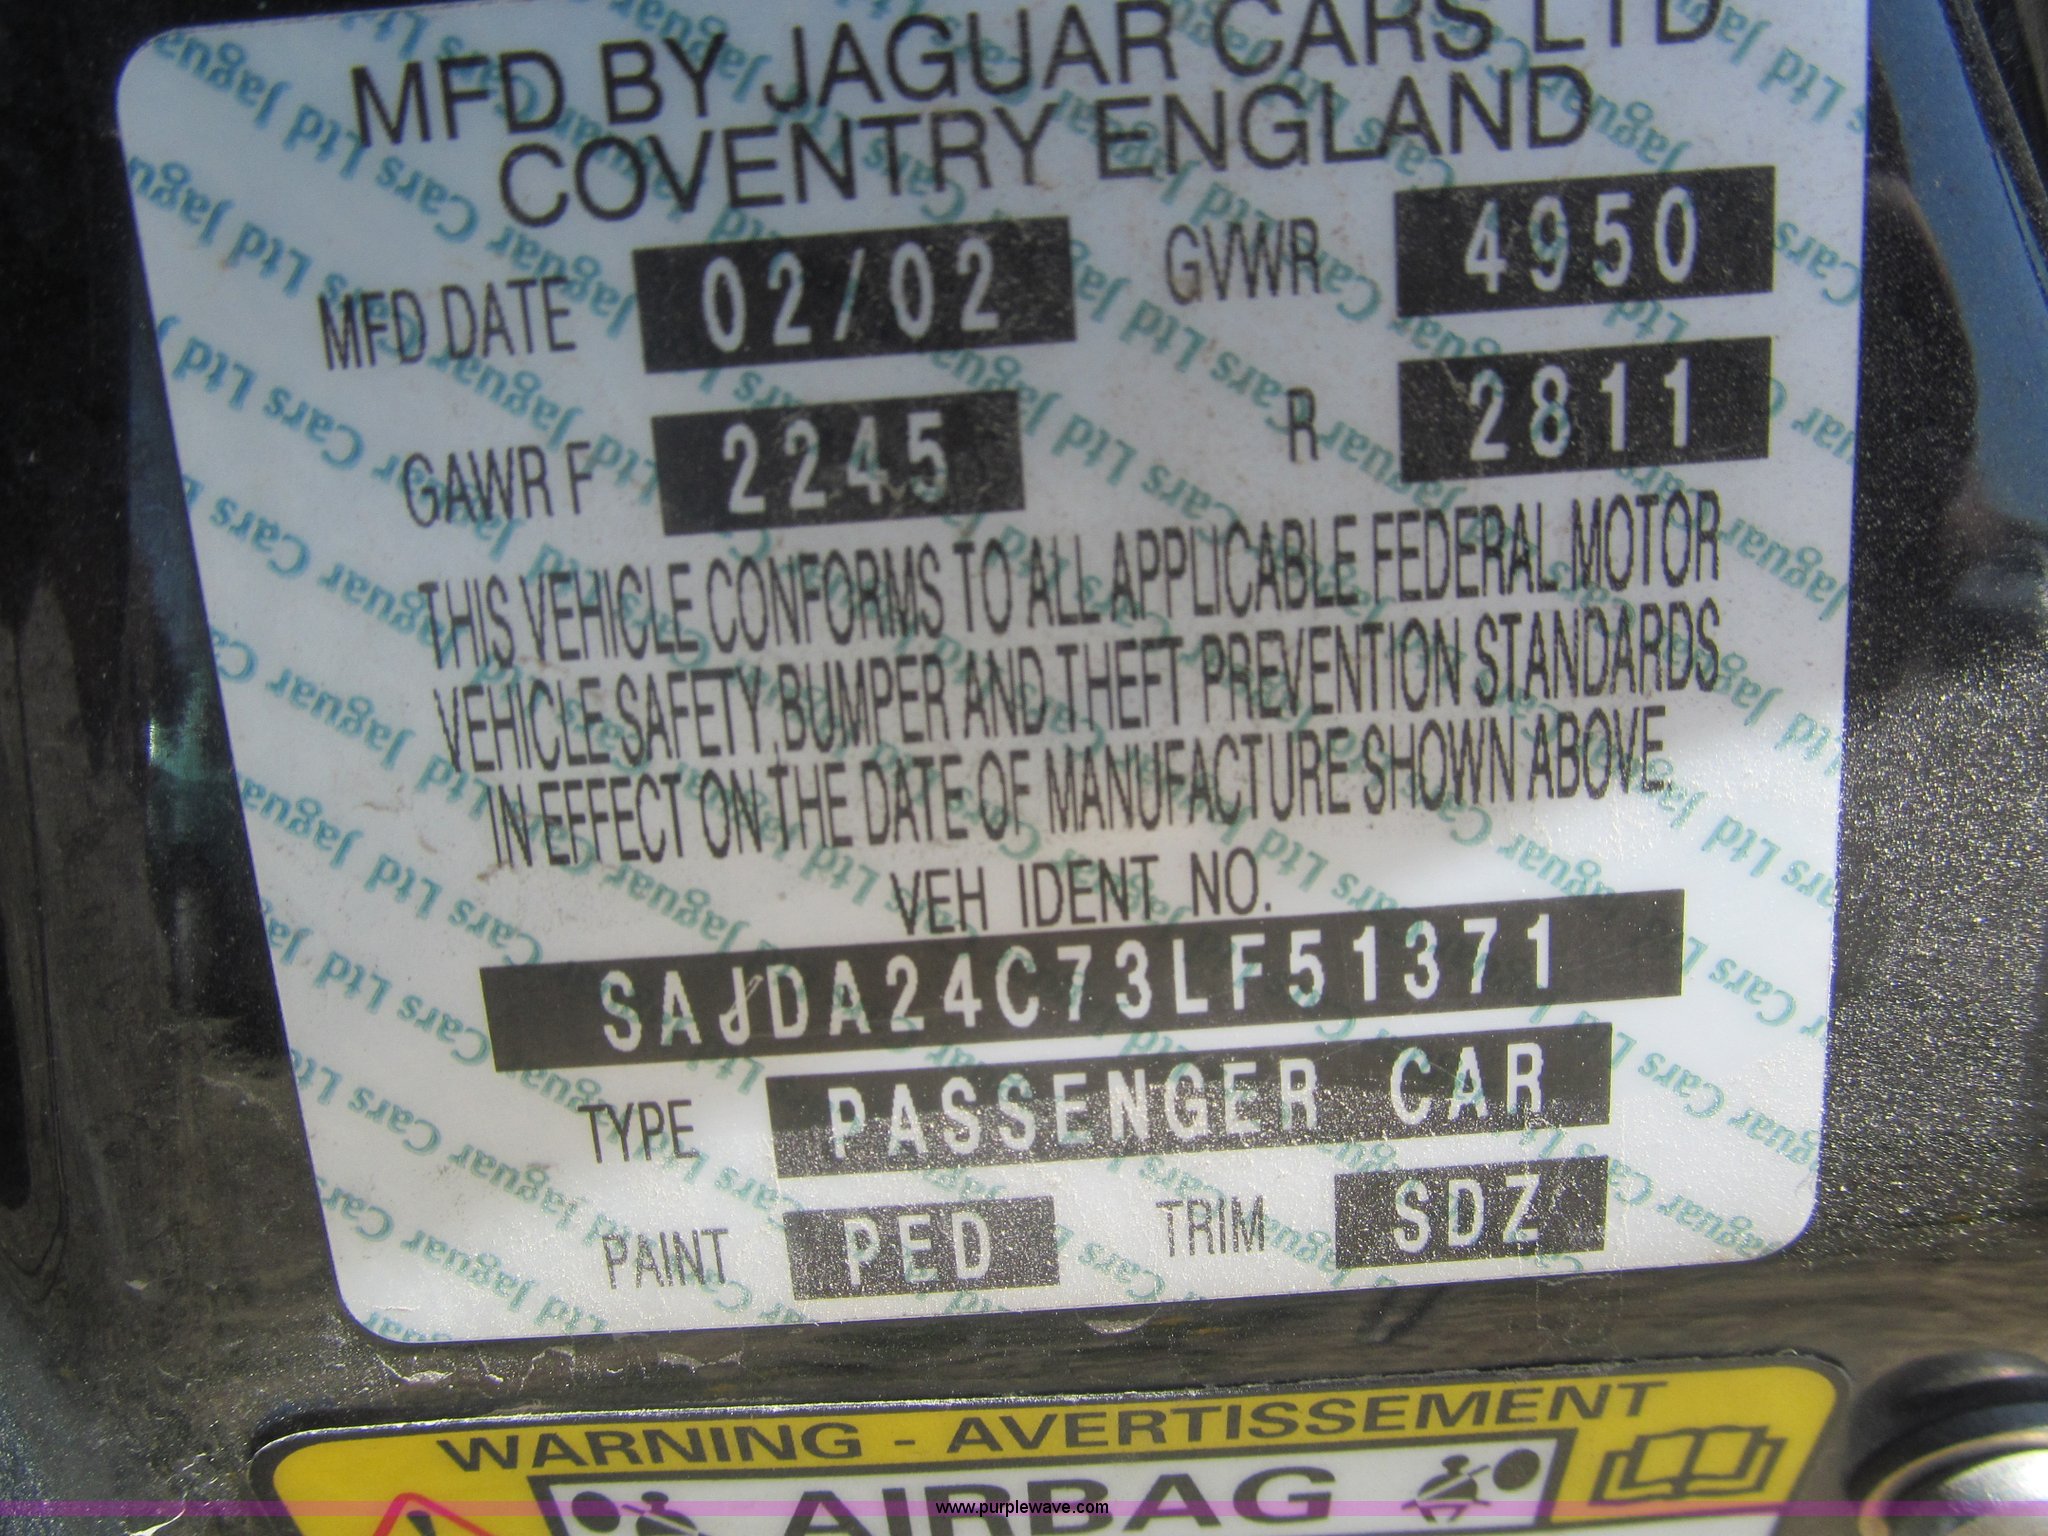 MFD BY JAGUAR CARS LTD
COVENTRY ENGLAND
MFD DATE 02/02 GVWR 4950
GAWR F 2245 R 2811
THIS VEHICLE CONFORMS TO ALL APPLICABLE FEDERAL MOTOR
VEHICLE SAFETY, BUMPER AND THEFT PREVENTION STANDARDS
IN EFFECT ON THE DATE OF MANUFACTURE SHOWN ABOVE.
VEH IDENT NO.
SAJDA24C73LF51371
TYPE PASSENGER CAR
PAINT PED TRIM SDZ
WARNING - AVERTISSEMENT
AIRBAG
www.purplewave.com